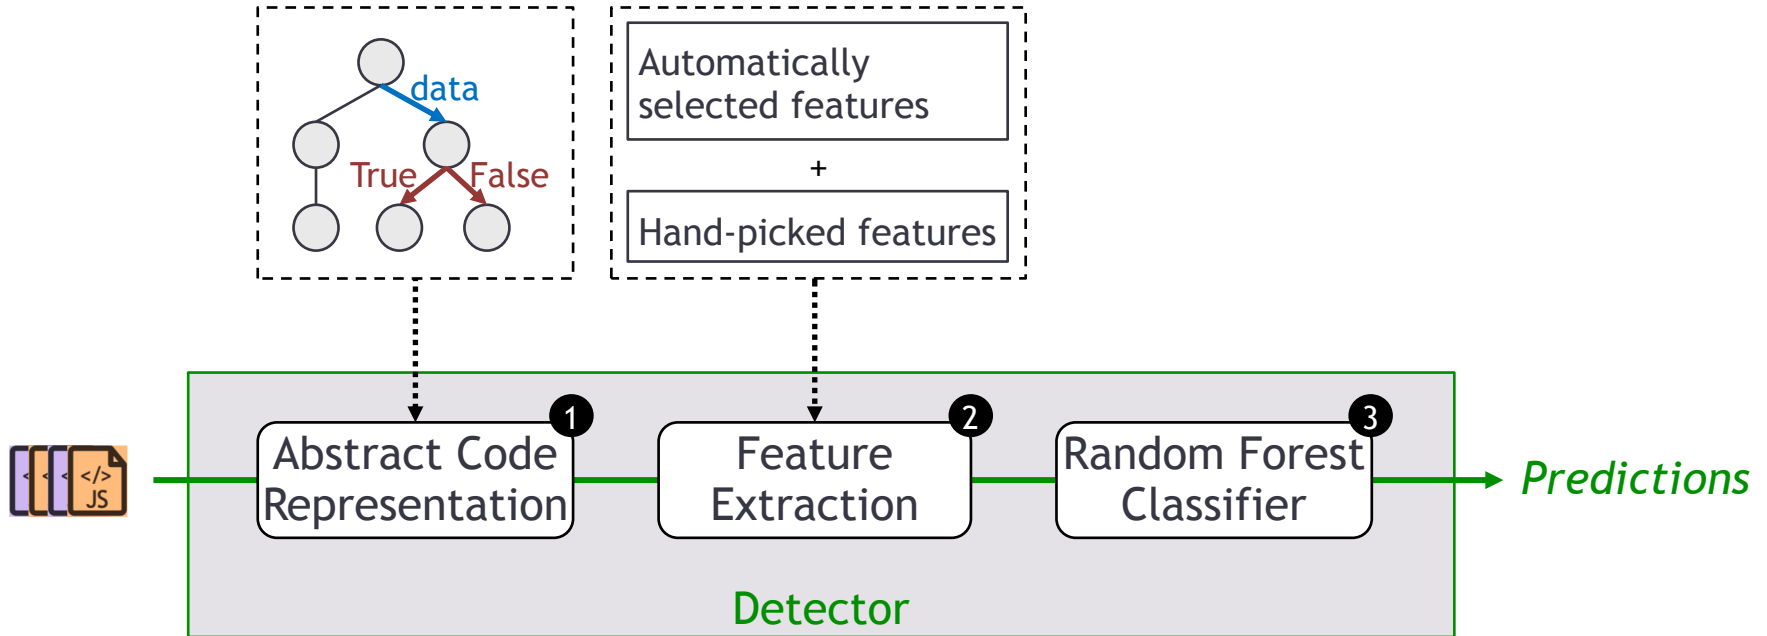 data
True
False
Automatically
selected features
+
Hand-picked features
1
Abstract Code
Representation
2
Feature
Extraction
3
Random Forest
Classifier
</>
JS
Predictions
Detector